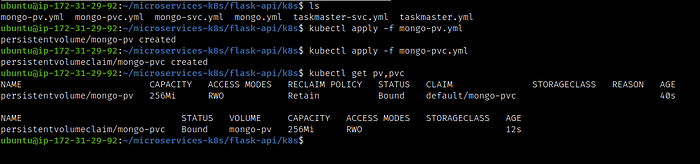 ubuntu@ip-172-31-29-92:~/microservices-k8s/flask-api/k8s$ ls
mongo-pv.yml  mongo-pvc.yml  mongo-svc.yml  mongo.yml  taskmaster-svc.yml  taskmaster.yml
ubuntu@ip-172-31-29-92:~/microservices-k8s/flask-api/k8s$ kubectl apply -f mongo-pv.yml
persistentvolume/mongo-pv created
ubuntu@ip-172-31-29-92:~/microservices-k8s/flask-api/k8s$ kubectl apply -f mongo-pvc.yml
persistentvolumeclaim/mongo-pvc created
ubuntu@ip-172-31-29-92:~/microservices-k8s/flask-api/k8s$ kubectl get pv,pvc
NAME                        CAPACITY   ACCESS MODES   RECLAIM POLICY   STATUS   CLAIM               STORAGECLASS   REASON   AGE
persistentvolume/mongo-pv   256Mi      RWO            Retain           Bound    default/mongo-pvc                           40s
NAME                              STATUS   VOLUME     CAPACITY   ACCESS MODES   STORAGECLASS   AGE
persistentvolumeclaim/mongo-pvc   Bound    mongo-pv   256Mi      RWO                           12s
ubuntu@ip-172-31-29-92:~/microservices-k8s/flask-api/k8s$